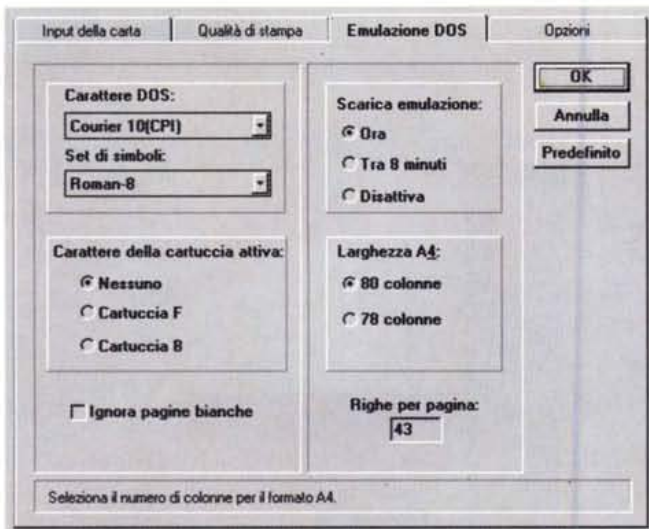 Input della carta
Qualità di stampa
Emulazione DOS
Opzioni
Carattere DOS:
Courier 10(CPI)
Set di simboli:
Roman-8
Carattere della cartuccia attiva:
Nessuno
Cartuccia F
Cartuccia B
Ignora pagine bianche
Scarica emulazione:
Ora
Tra 8 minuti
Disattiva
Larghezza A4:
80 colonne
78 colonne
Righe per pagina:
43
OK
Annulla
Predefinito
Seleziona il numero di colonne per il formato A4.